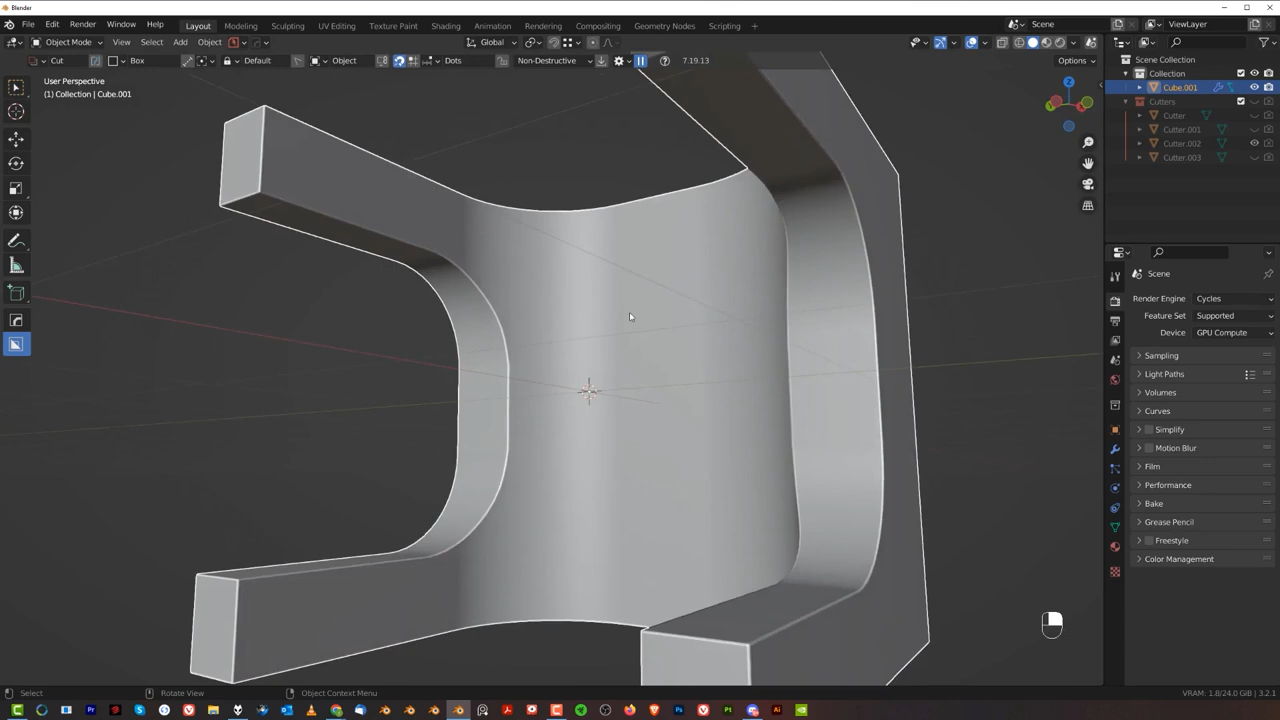 Blender
File Edit Render Window Help Layout Modeling Sculpting UV Editing Texture Paint Shading Animation Rendering Compositing Geometry Nodes Scripting + Scene ViewLayer
Object Mode View Select Add Object Global
Cut Box Default Object Dots Non-Destructive 7.19.13 Options
User Perspective
(1) Collection | Cube.001
X
Y
Z
Scene Collection
Collection
Cube.001
Cutters
Cutter
Cutter.001
Cutter.002
Cutter.003
Scene
Render Engine Cycles
Feature Set Supported
Device GPU Compute
Sampling
Light Paths
Volumes
Curves
Simplify
Motion Blur
Film
Performance
Bake
Grease Pencil
Freestyle
Color Management
Select Rotate View Object Context Menu VRAM: 1.8/24.0 GiB | 3.2.1
Pr
Ps
Pt
Ai